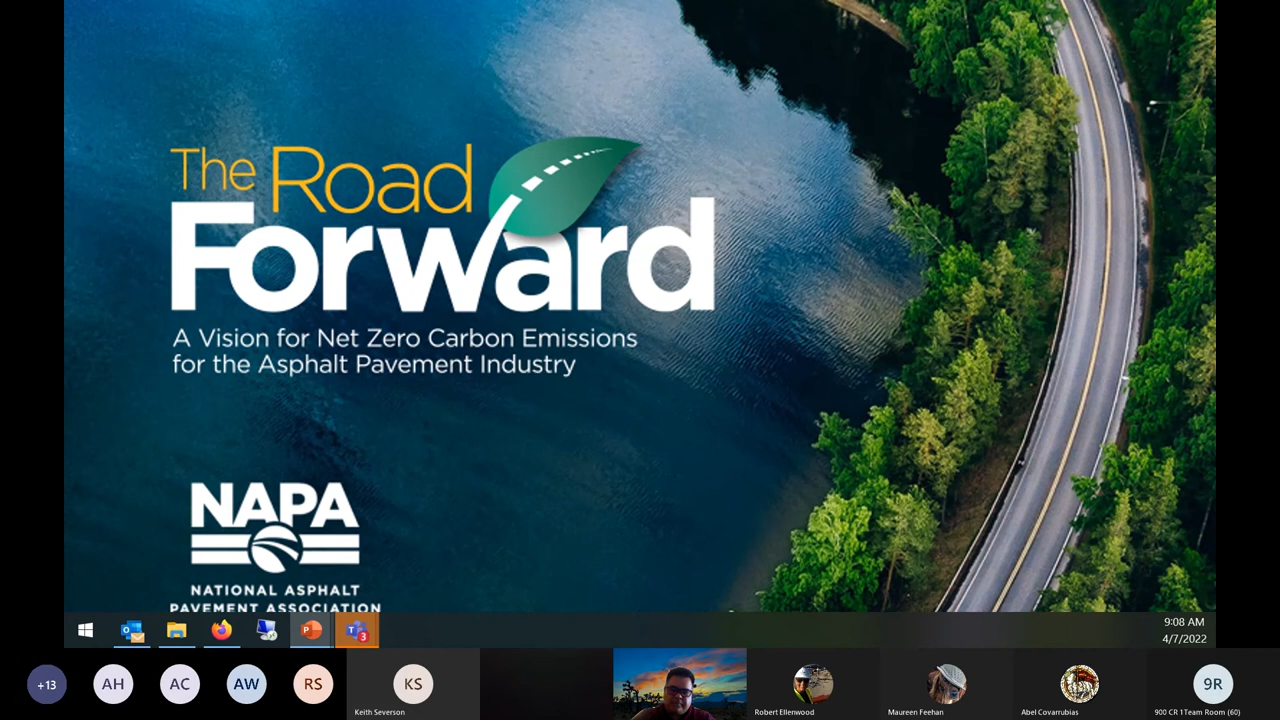 The Road
Forward
A Vision for Net Zero Carbon Emissions
for the Asphalt Pavement Industry
NAPA
NATIONAL ASPHALT
PAVEMENT ASSOCIATION
3
9:08 AM
4/7/2022
+13
AH
AC
AW
RS
KS
9R
Keith Severson
Robert Ellenwood
Maureen Feehan
Abel Covarrubias
900 CR 1Team Room (60)